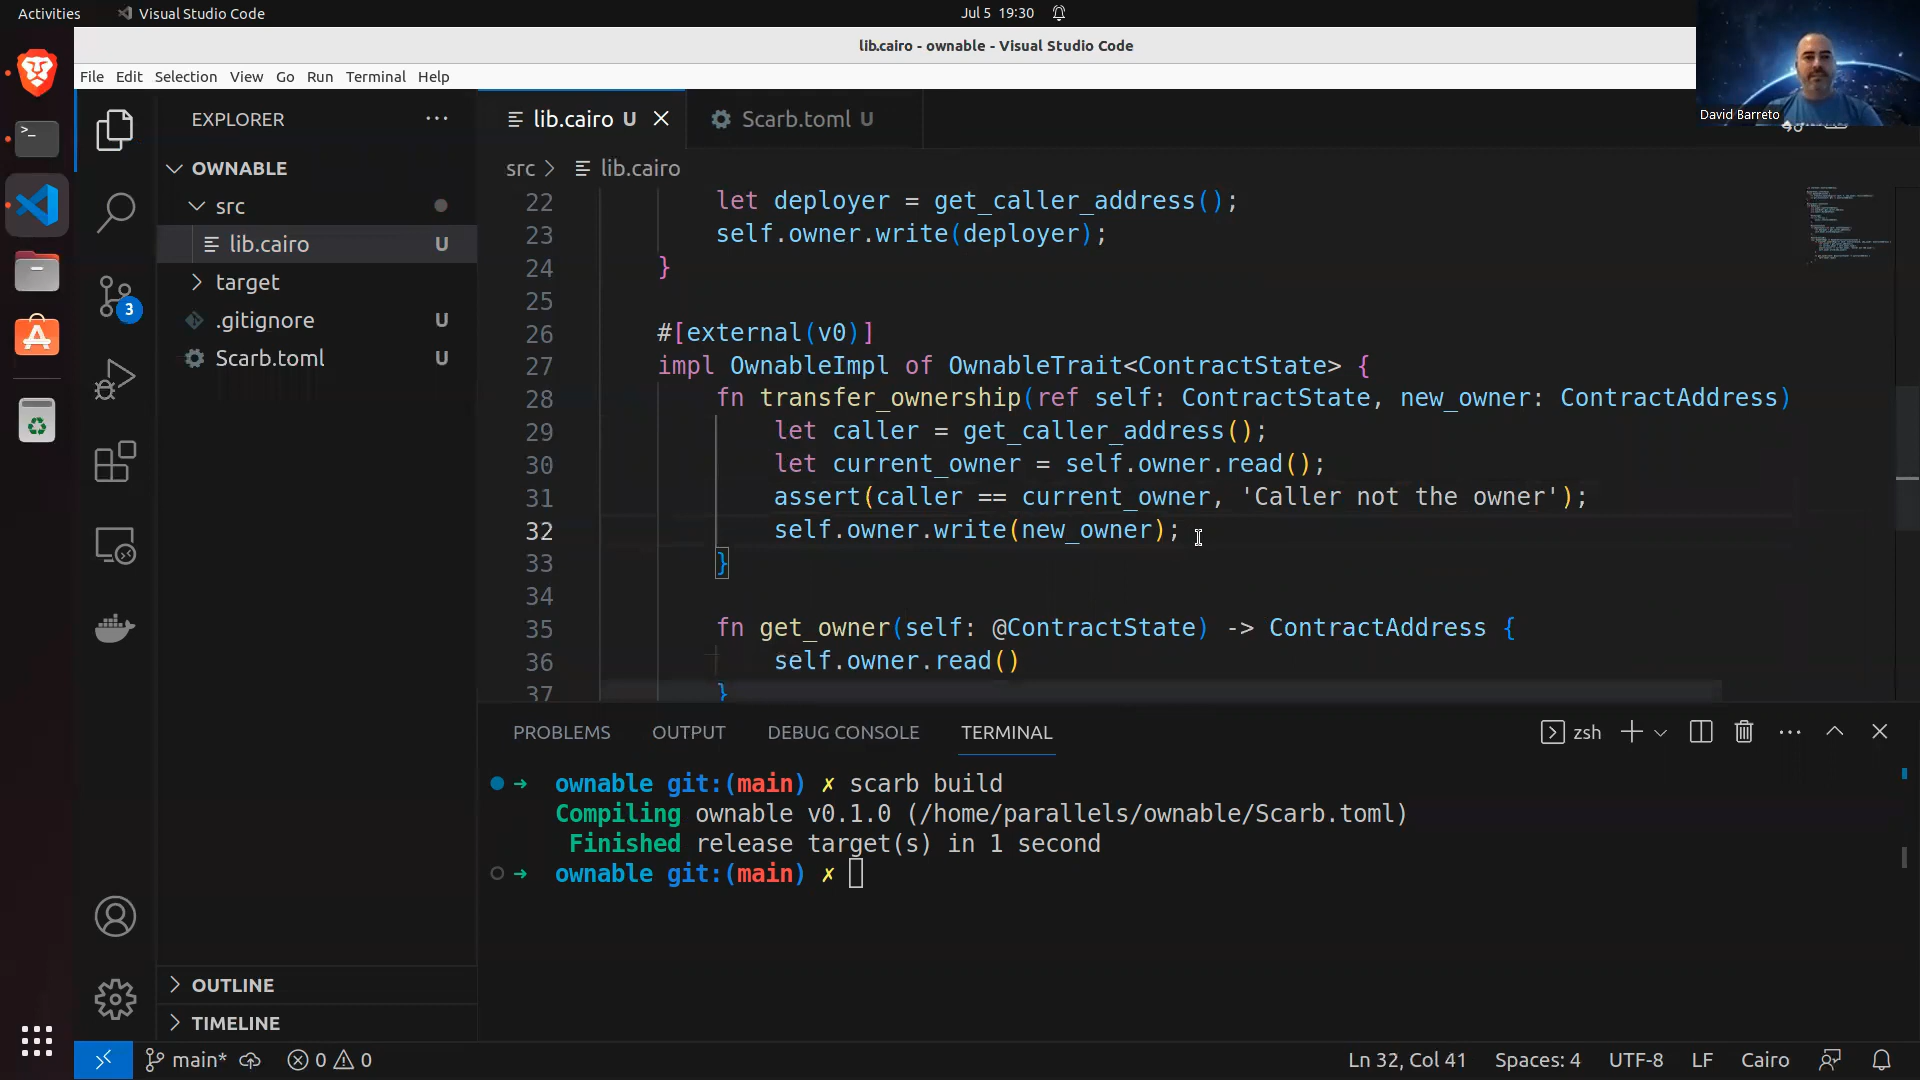 Activities
Visual Studio Code
Jul 5 19:30
lib.cairo - ownable - Visual Studio Code
File Edit Selection View Go Run Terminal Help
David Barreto
EXPLORER
lib.cairo U
Scarb.toml U
OWNABLE
src
lib.cairo U
target
.gitignore U
Scarb.toml U
3
src > lib.cairo
22 let deployer = get_caller_address();
23 self.owner.write(deployer);
24 }
25
26 #[external(v0)]
27 impl OwnableImpl of OwnableTrait<ContractState> {
28 fn transfer_ownership(ref self: ContractState, new_owner: ContractAddress)
29 let caller = get_caller_address();
30 let current_owner = self.owner.read();
31 assert(caller == current_owner, 'Caller not the owner');
32 self.owner.write(new_owner);
33 }
34
35 fn get_owner(self: @ContractState) -> ContractAddress {
36 self.owner.read()
37 }
PROBLEMS OUTPUT DEBUG CONSOLE TERMINAL
zsh
→ ownable git:(main) ✗ scarb build
Compiling ownable v0.1.0 (/home/parallels/ownable/Scarb.toml)
Finished release target(s) in 1 second
→ ownable git:(main) ✗
OUTLINE
TIMELINE
main* 0 0
Ln 32, Col 41 Spaces: 4 UTF-8 LF Cairo